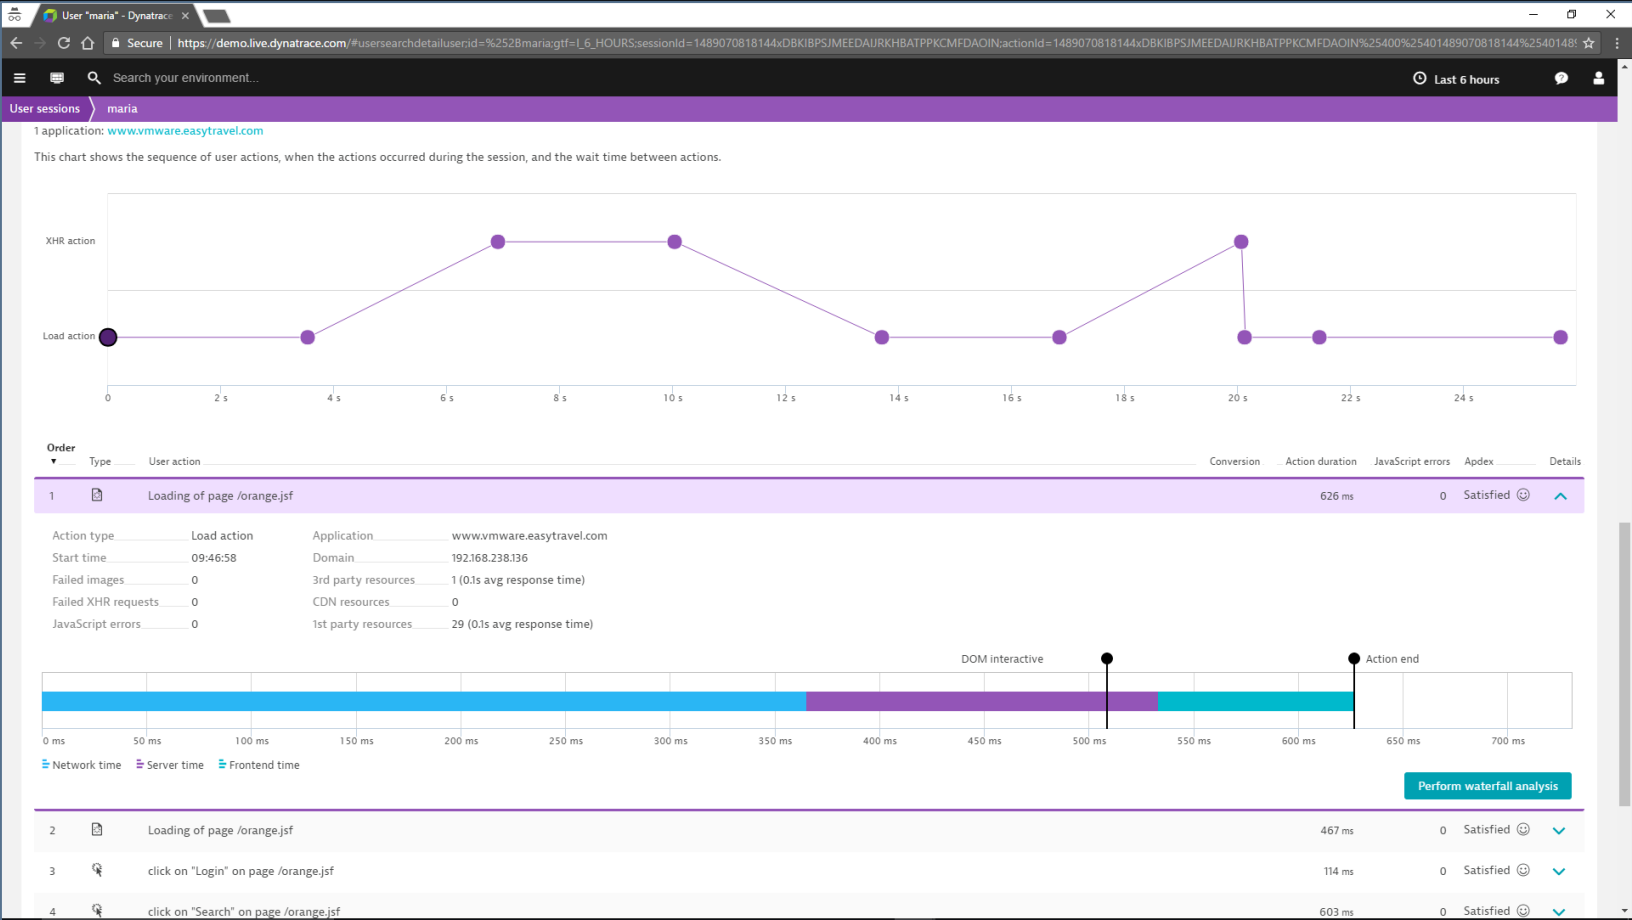 User "maria" - Dynatrace
Secure https://demo.live.dynatrace.com/#usersearchdetailuser;id=%252Bmaria;gtf=l_6_HOURS;sessionId=1489070818144xDBKIBPSJMEEDAIJRKHBATPPKCMFDAOIN;actionId=1489070818144xDBKIBPSJMEEDAIJRKHBATPPKCMFDAOIN%25400%25401489070818144%25401489
Search your environment...
Last 6 hours
User sessions maria
1 application: www.vmware.easytravel.com
This chart shows the sequence of user actions, when the actions occurred during the session, and the wait time between actions.
XHR action
Load action
0 2 s 4 s 6 s 8 s 10 s 12 s 14 s 16 s 18 s 20 s 22 s 24 s
Order ▼ Type User action Conversion Action duration JavaScript errors Apdex Details
1 Loading of page /orange.jsf 626 ms 0 Satisfied
Action type Load action Application www.vmware.easytravel.com
Start time 09:46:58 Domain 192.168.238.136
Failed images 0 3rd party resources 1 (0.1s avg response time)
Failed XHR requests 0 CDN resources 0
JavaScript errors 0 1st party resources 29 (0.1s avg response time)
DOM interactive Action end
0 ms 50 ms 100 ms 150 ms 200 ms 250 ms 300 ms 350 ms 400 ms 450 ms 500 ms 550 ms 600 ms 650 ms 700 ms
Network time Server time Frontend time
Perform waterfall analysis
2 Loading of page /orange.jsf 467 ms 0 Satisfied
3 click on "Login" on page /orange.jsf 114 ms 0 Satisfied
4 click on "Search" on page /orange.jsf 603 ms 0 Satisfied